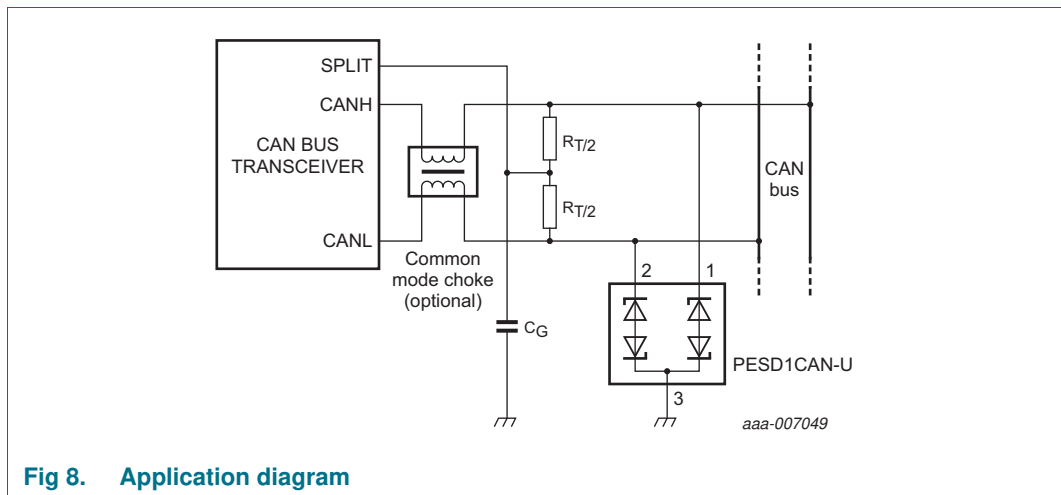 SPLIT
CANH
CAN BUS
TRANSCEIVER
CANL
Common
mode choke
(optional)
RT/2
RT/2
CG
CAN
bus
2
1
PESD1CAN-U
3
aaa-007049
Fig 8. Application diagram